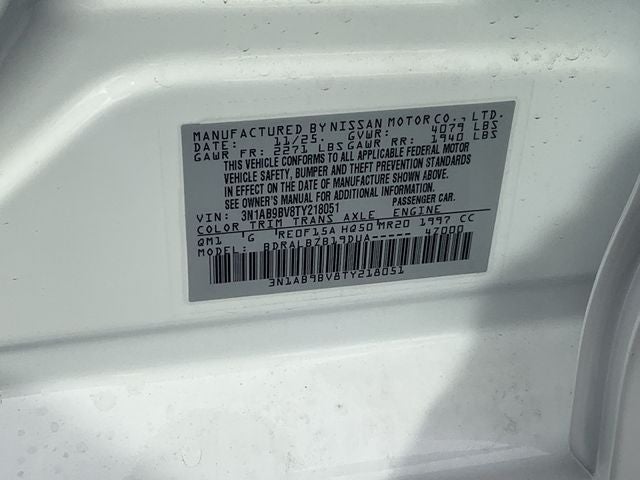 MANUFACTURED BY NISSAN MOTOR CO., LTD.
DATE: 11/25 GVWR: 4079 LBS
GAWR FR: 2271 LBS GAWR RR: 1940 LBS
THIS VEHICLE CONFORMS TO ALL APPLICABLE FEDERAL MOTOR
VEHICLE SAFETY, BUMPER AND THEFT PREVENTION STANDARDS
IN EFFECT ON THE DATE OF MANUFACTURE SHOWN ABOVE.
SEE OWNER'S MANUAL FOR ADDITIONAL INFORMATION.
VIN: 3N1AB9BV8TY218051 PASSENGER CAR.
COLOR TRIM TRANS AXLE ENGINE
QM1 G RE0F15A HQ50 MR20 1997 CC
MODEL: BDRALBZB19DUA----- 47000
3N1AB9BV8TY218051